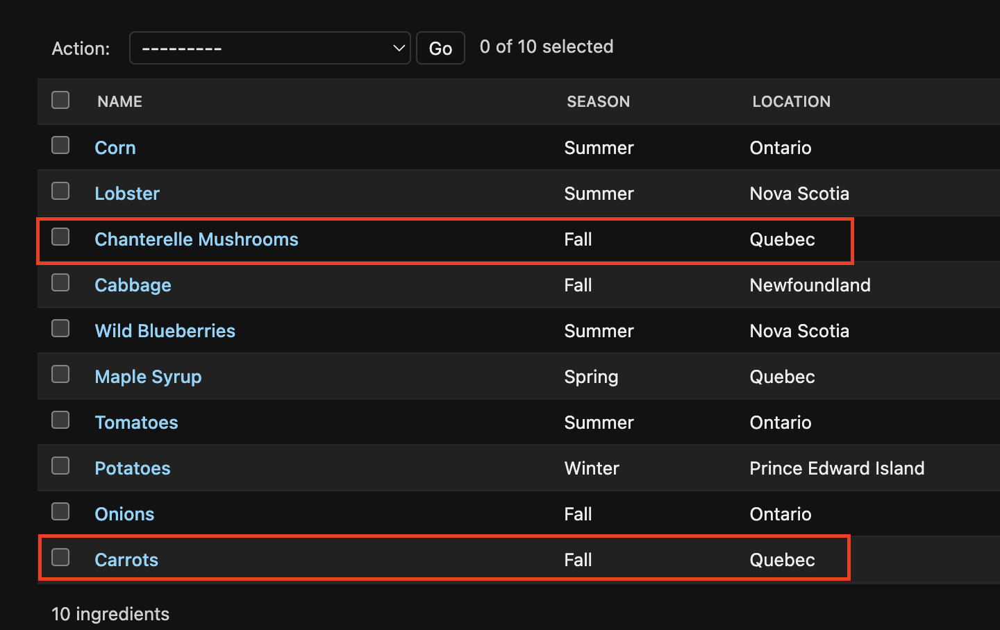 Action: --------- Go 0 of 10 selected
NAME SEASON LOCATION
Corn Summer Ontario
Lobster Summer Nova Scotia
Chanterelle Mushrooms Fall Quebec
Cabbage Fall Newfoundland
Wild Blueberries Summer Nova Scotia
Maple Syrup Spring Quebec
Tomatoes Summer Ontario
Potatoes Winter Prince Edward Island
Onions Fall Ontario
Carrots Fall Quebec
10 ingredients